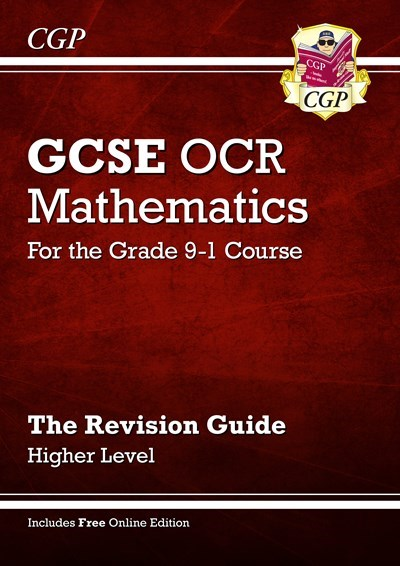 CGP
CGP
CGP
GCSE OCR
Mathematics
For the Grade 9-1 Course
The Revision Guide
Higher Level
Includes Free Online Edition